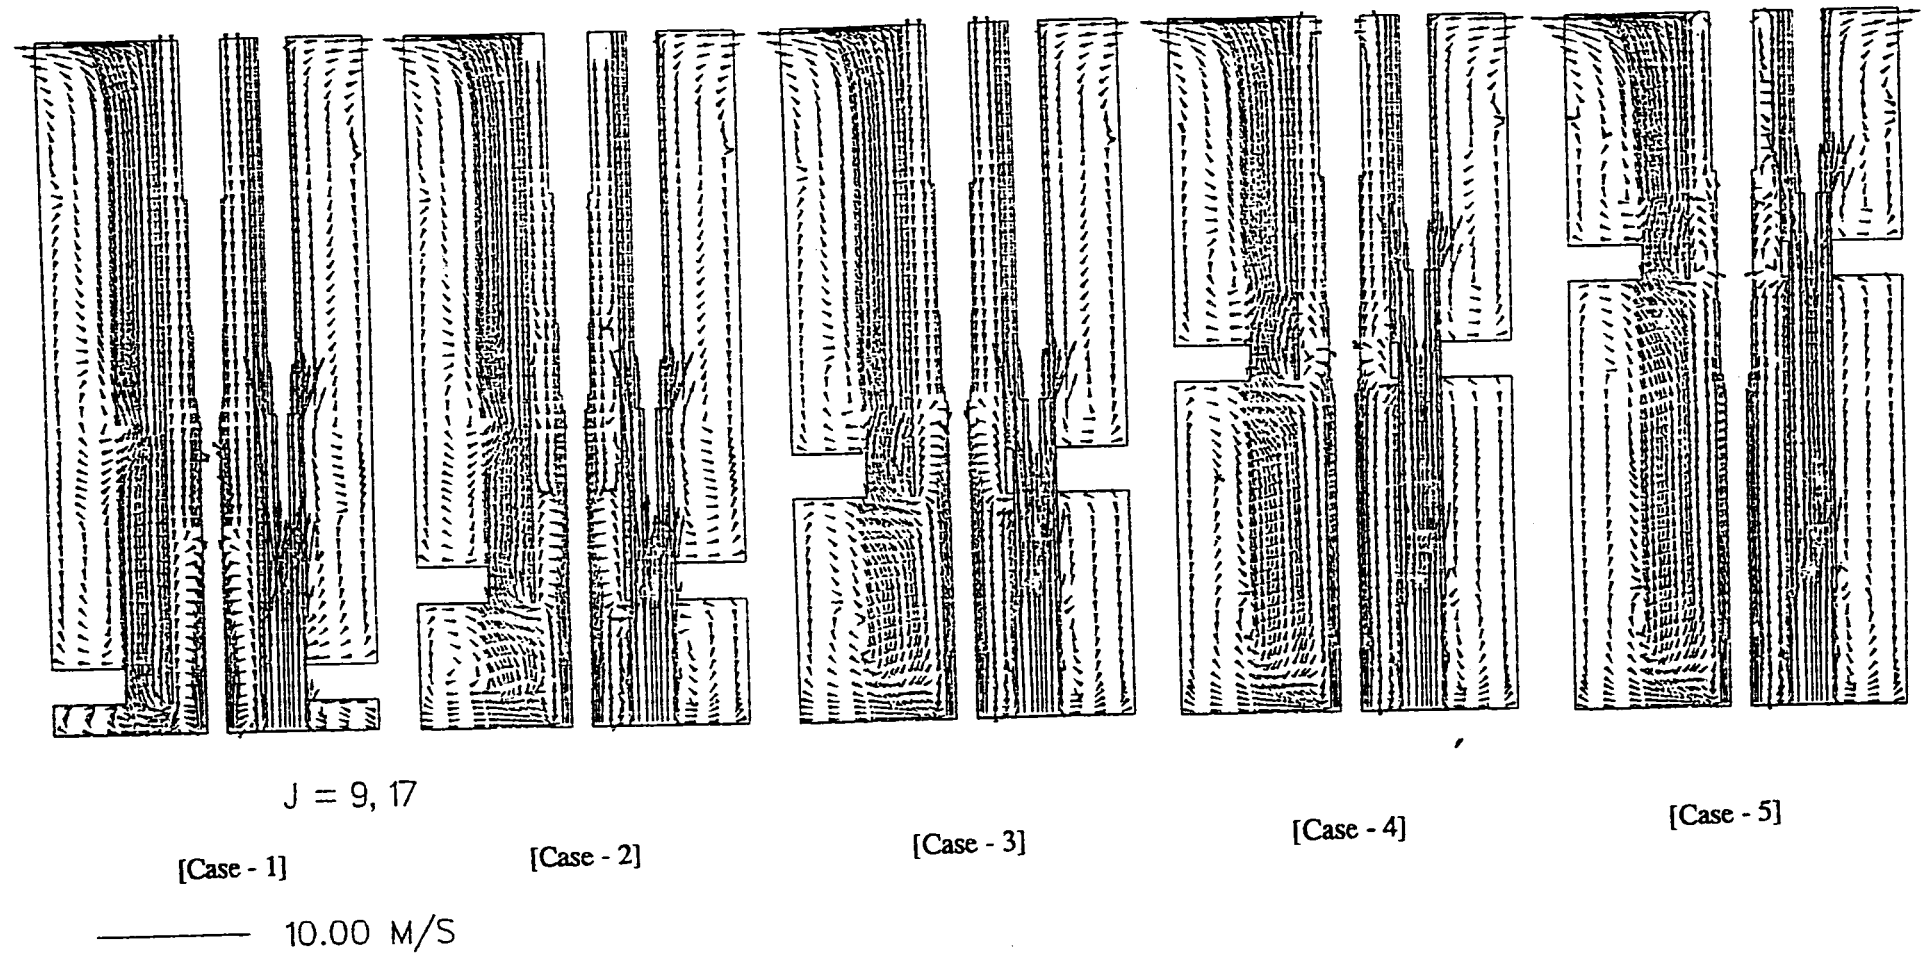 J = 9, 17
[Case - 1]
[Case - 2]
[Case - 3]
[Case - 4]
[Case - 5]
10.00 M/S